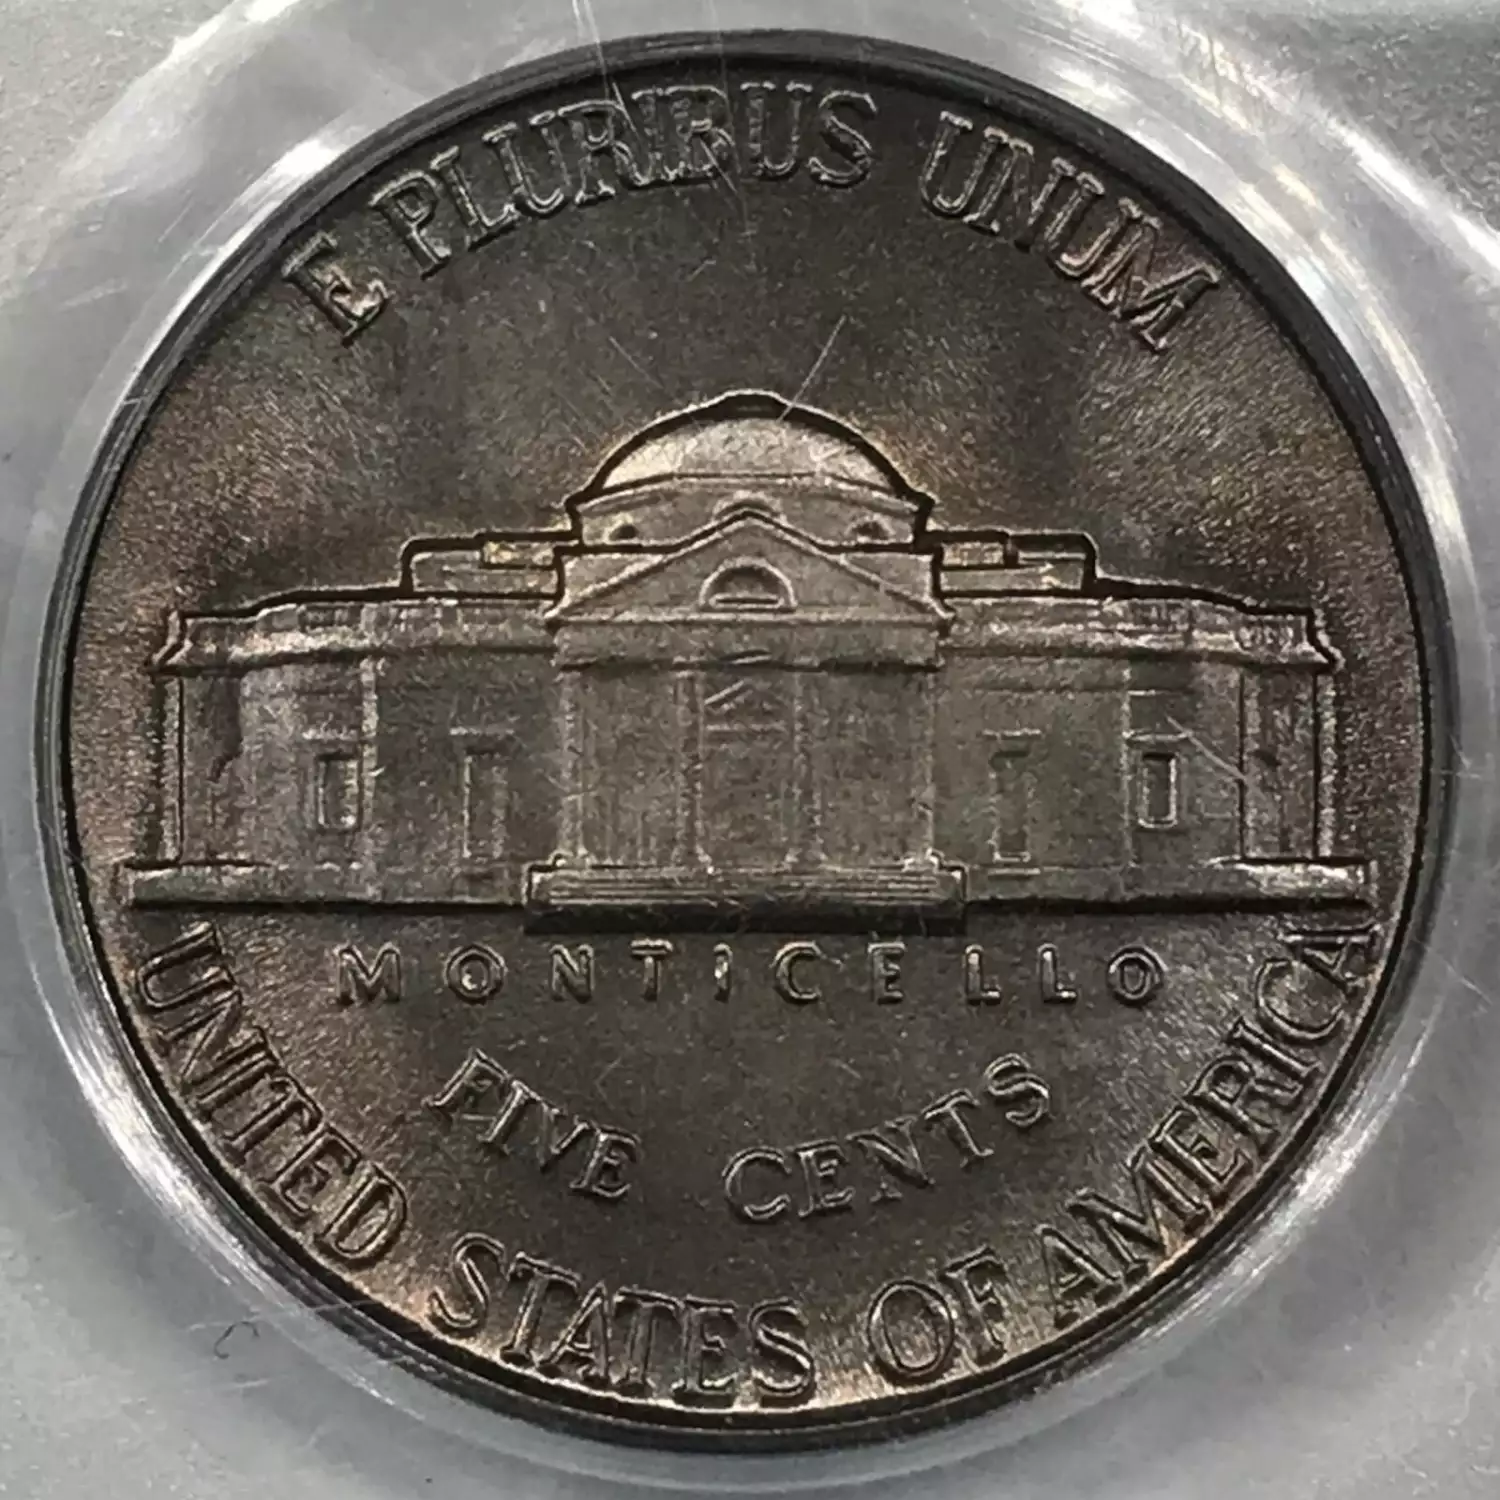 E PLURIBUS UNUM
MONTICELLO
FIVE CENTS
UNITED STATES OF AMERICA